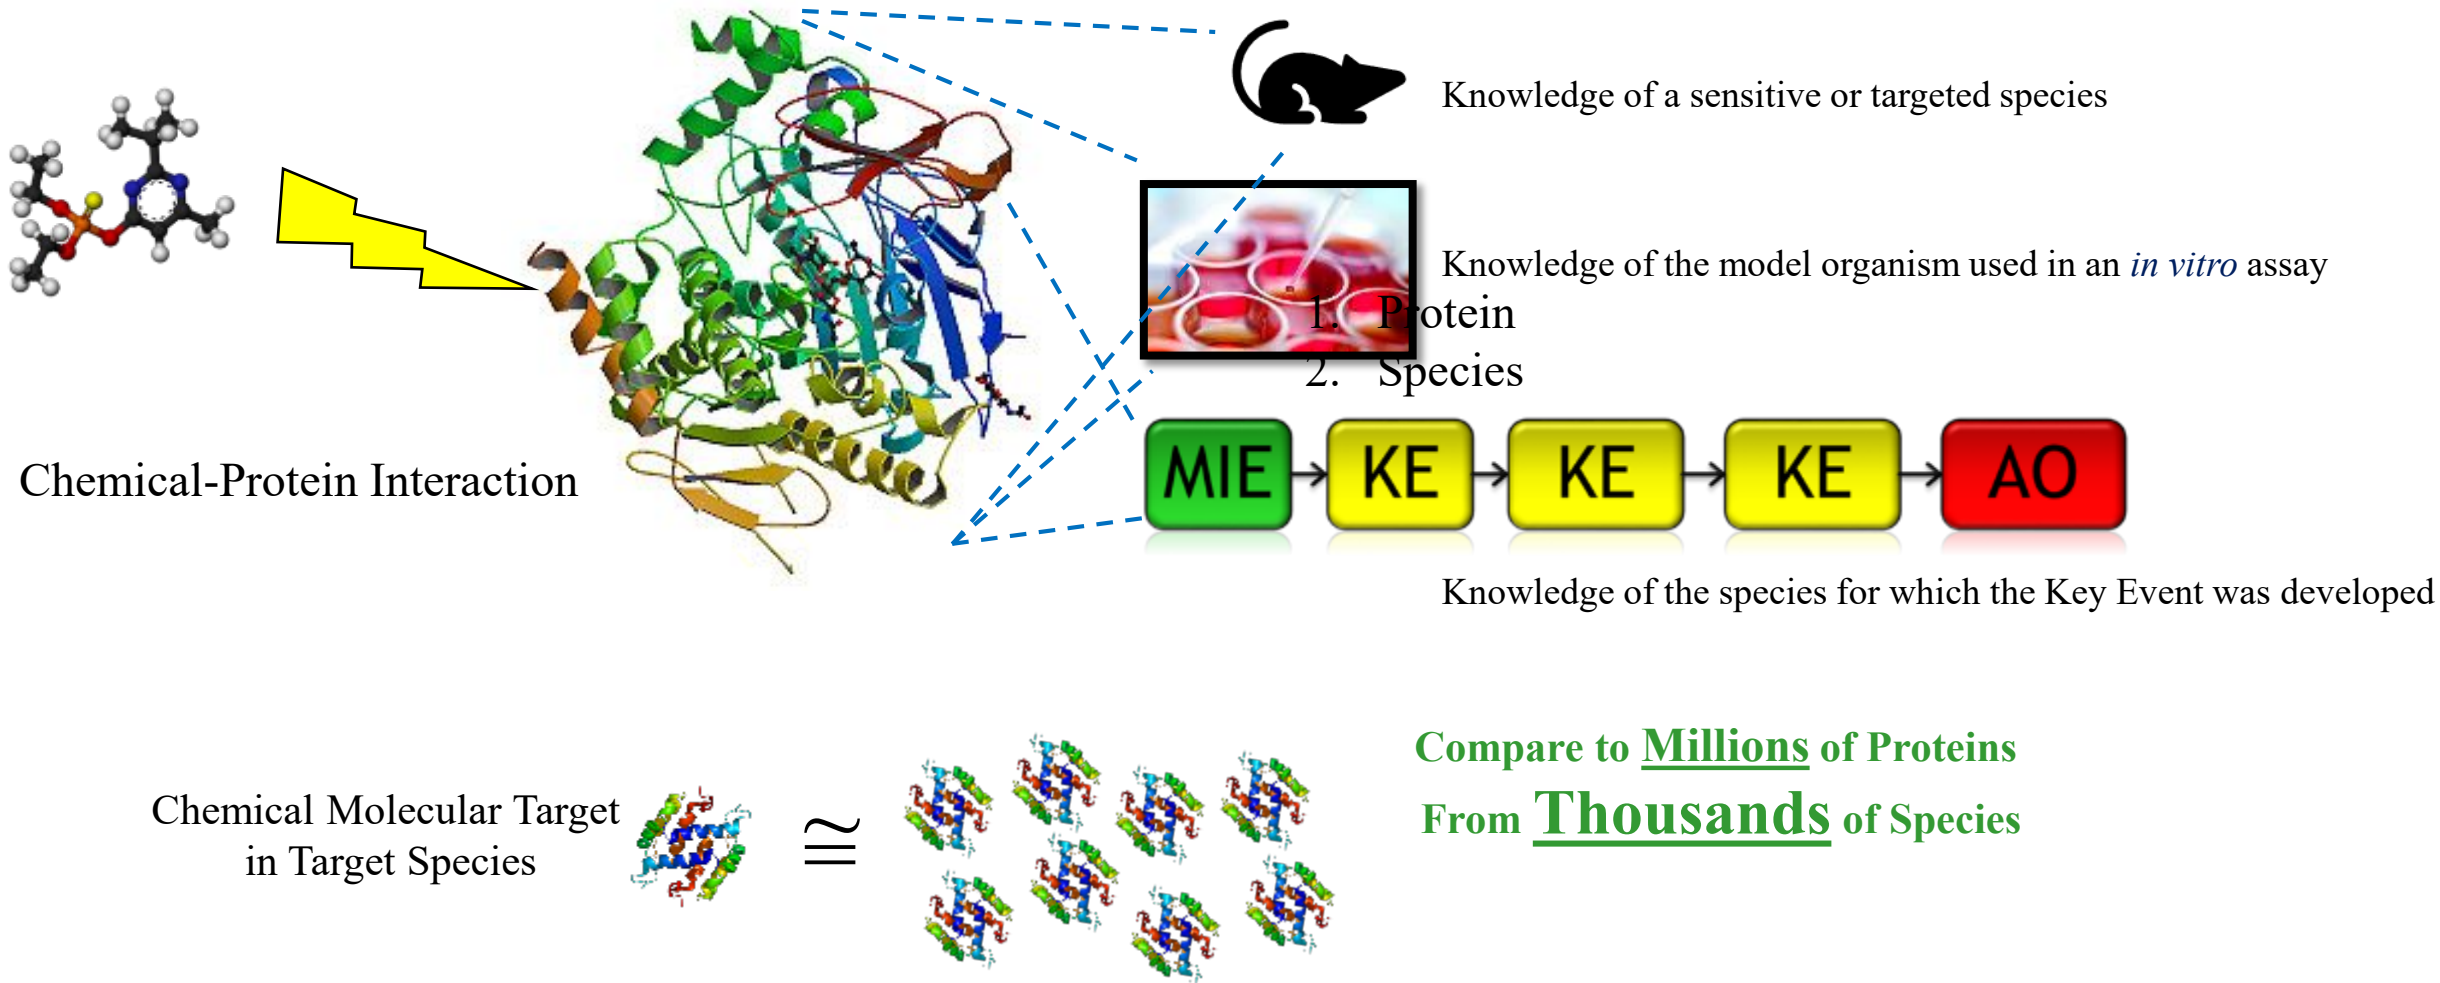 Knowledge of a sensitive or targeted species
Knowledge of the model organism used in an in vitro assay
1. Protein
2. Species
MIE KE KE KE AO
Chemical-Protein Interaction
Knowledge of the species for which the Key Event was developed
Compare to Millions of Proteins
From Thousands of Species
Chemical Molecular Target
in Target Species
≅